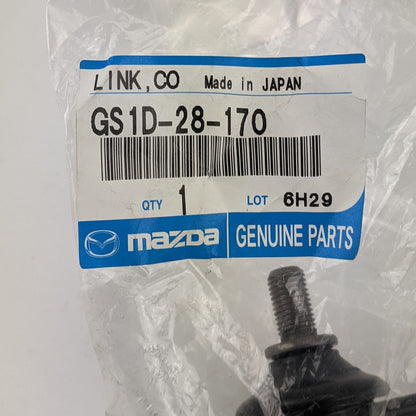 LINK,CO Made in JAPAN
GS1D-28-170
QTY 1 LOT 6H29
mazda GENUINE PARTS